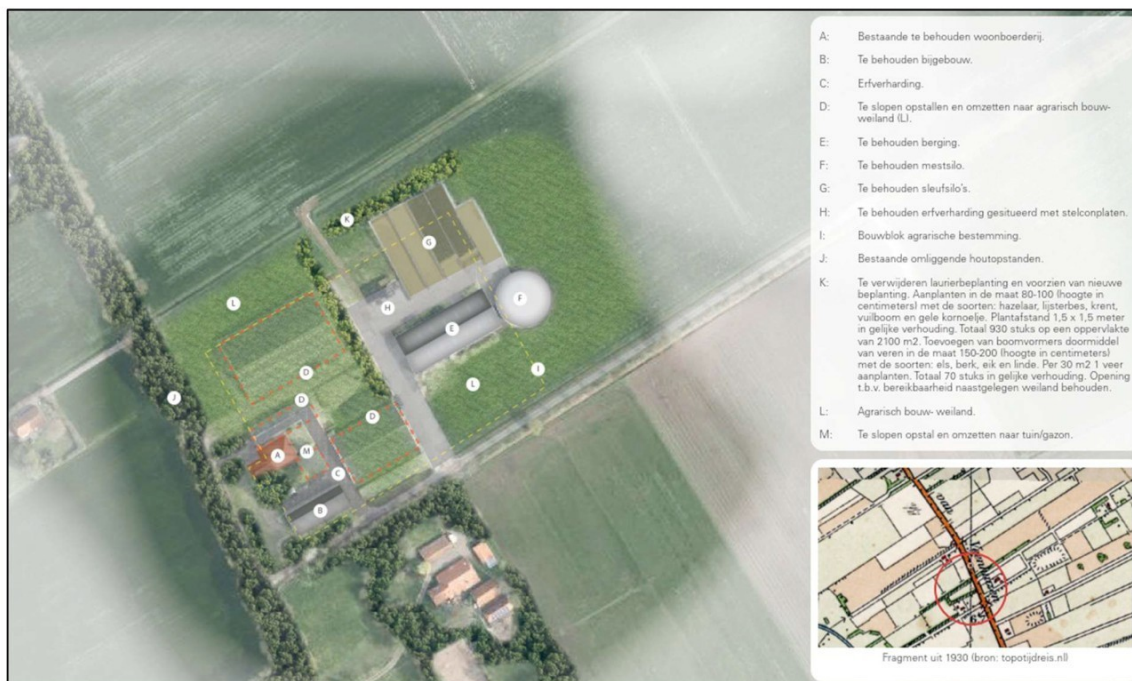 A: Bestaande te behouden woonboerderij.
B: Te behouden bijgebouw.
C: Erfverharding.
D: Te slopen opstallen en omzetten naar agrarisch bouw-
weiland (L).
E: Te behouden berging.
F: Te behouden mestsilo.
G: Te behouden sleufsilo's.
H: Te behouden erfverharding gesitueerd met stelconplaten.
I: Bouwblok agrarische bestemming.
J: Bestaande omliggende houtopstanden.
K: Te verwijderen laurierbeplanting en voorzien van nieuwe
beplanting. Aanplanten in de maat 80-100 (hoogte in
centimeters) met de soorten: hazelaar, lijsterbes, krent,
vuilboom en gele kornoelje. Plantafstand 1,5 x 1,5 meter
in gelijke verhouding. Totaal 930 stuks op een oppervlakte
van 2100 m2. Toevoegen van boomvormers doormiddel
van veren in de maat 150-200 (hoogte in centimeters)
met de soorten: els, berk, eik en linde. Per 30 m2 1 veer
aanplanten. Totaal 70 stuks in gelijke verhouding. Opening
t.b.v. bereikbaarheid naastgelegen weiland behouden.
L: Agrarisch bouw- weiland.
M: Te slopen opstal en omzetten naar tuin/gazon.
K
G
L
H
F
E
D
I
L
J
D
D
A
M
C
B
Fragment uit 1930 (bron: topotijdreis.nl)